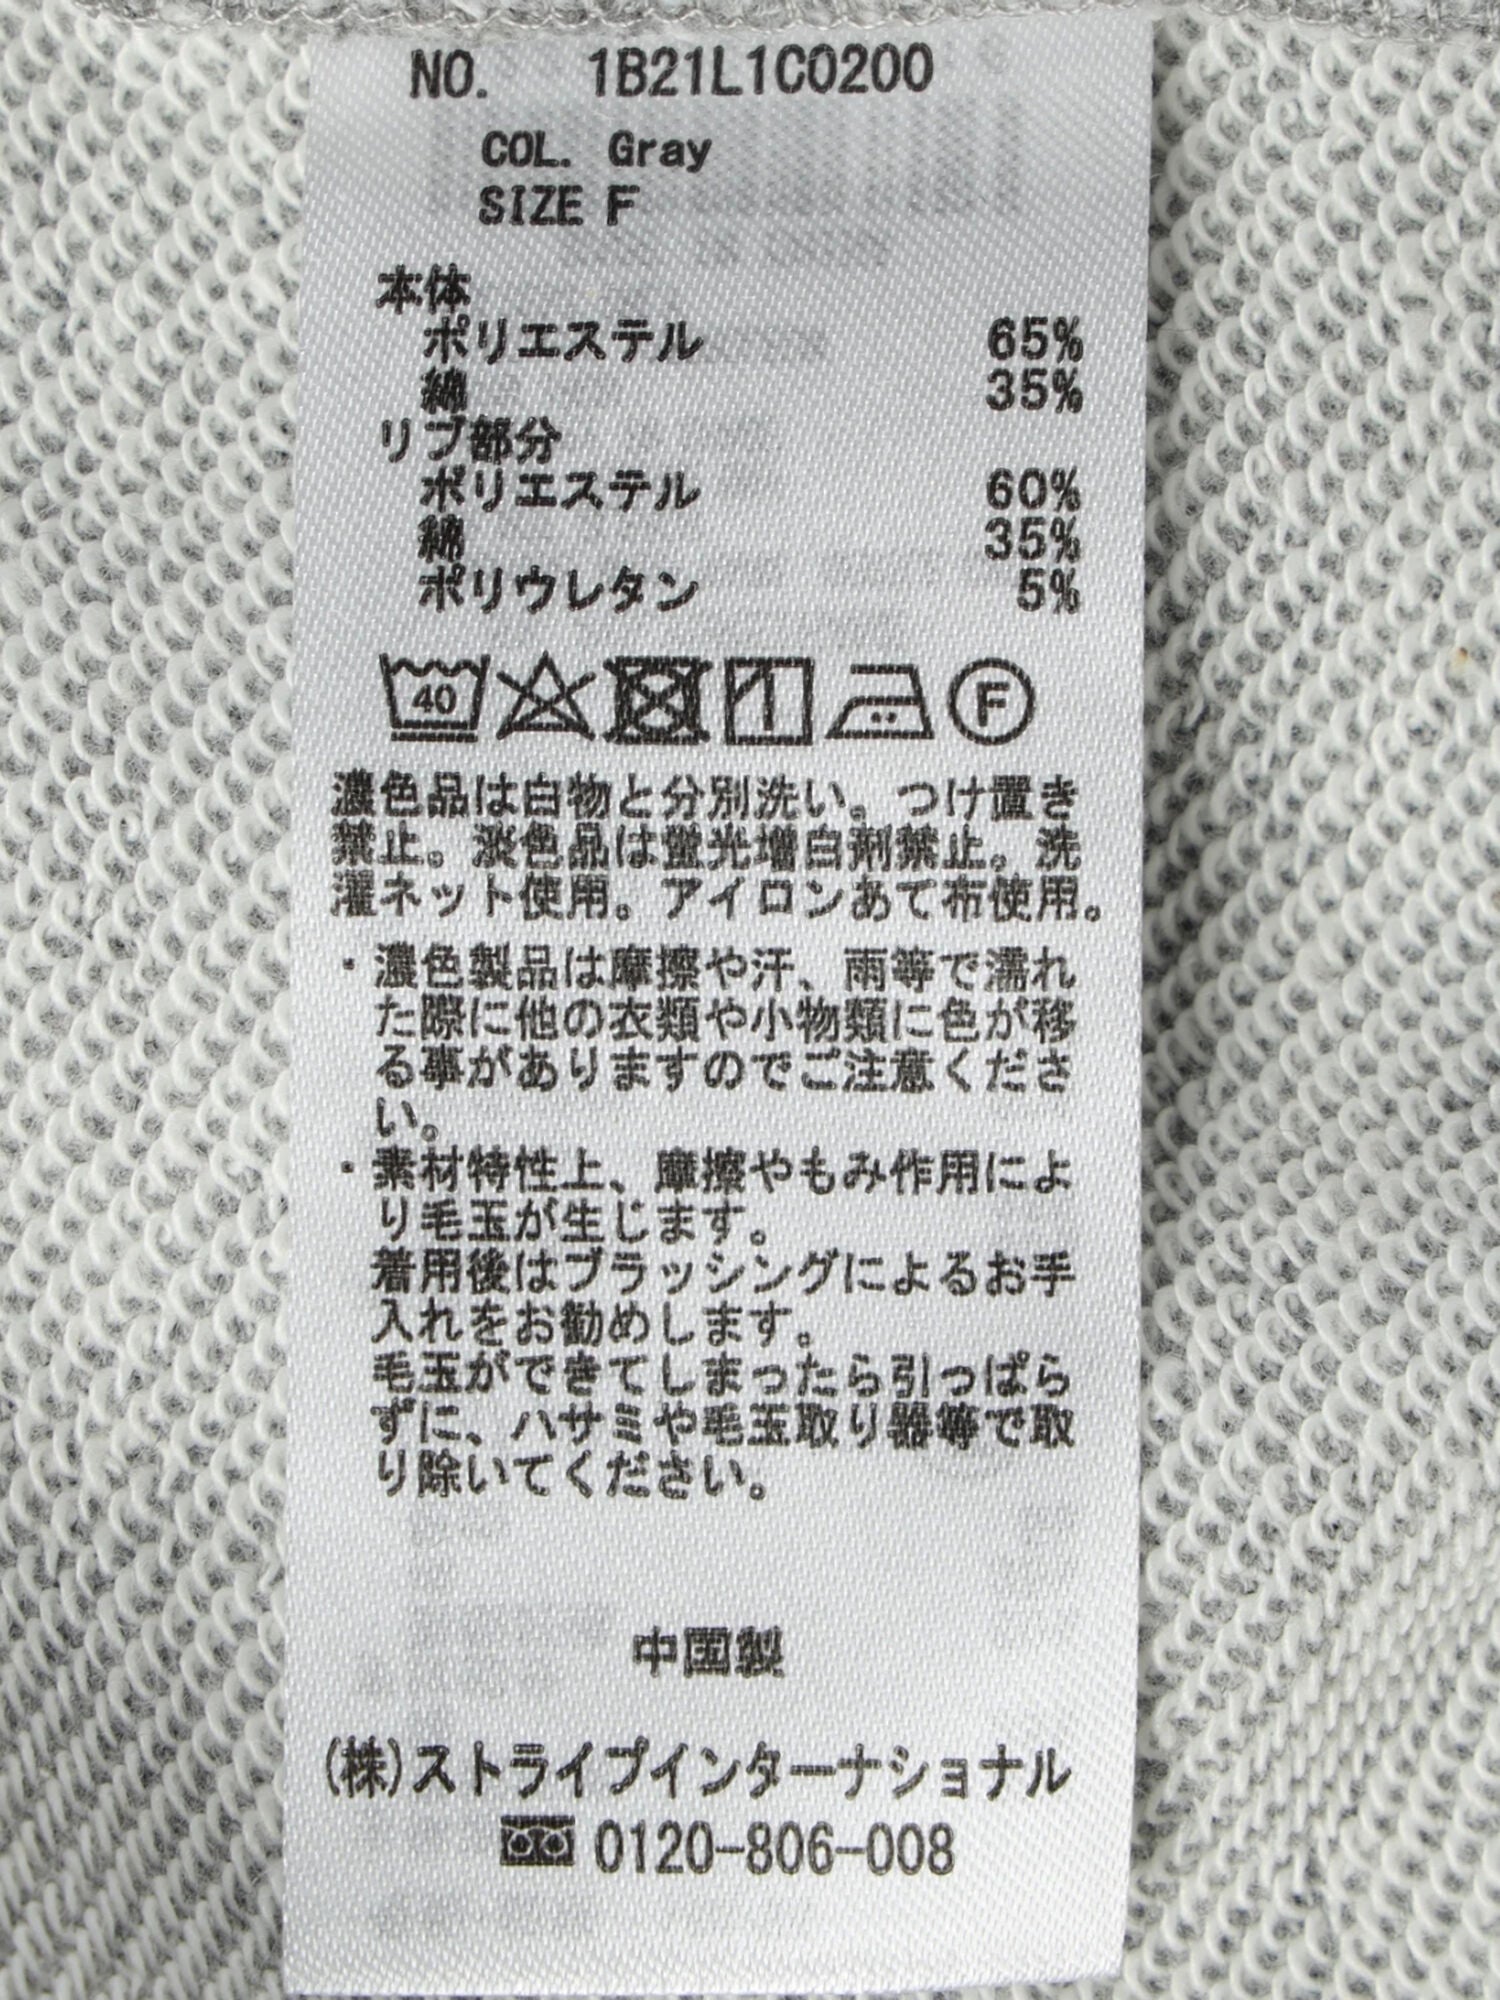 NO. 1B21L1C0200
COL. Gray
SIZE F
本体
ポリエステル 65%
綿 35%
リブ部分
ポリエステル 60%
綿 35%
ポリウレタン 5%
40 F
濃色品は白物と分別洗い。つけ置き
禁止。淡色品は蛍光増白剤禁止。洗
濯ネット使用。アイロンあて布使用。
・濃色製品は摩擦や汗、雨等で濡れ
た際に他の衣類や小物類に色が移
る事がありますのでご注意くださ
い。
・素材特性上、摩擦やもみ作用によ
り毛玉が生じます。
着用後はブラッシングによるお手
入れをお勧めします。
毛玉ができてしまったら引っぱら
ずに、ハサミや毛玉取り器等で取
り除いてください。
中国製
(株)ストライプインターナショナル
0120-806-008